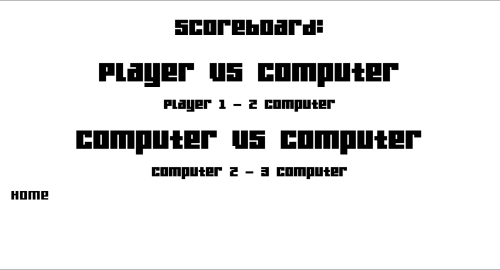 Scoreboard:
Player VS Computer
Player 1 - 2 Computer
Computer VS Computer
Computer 2 - 3 Computer
Home